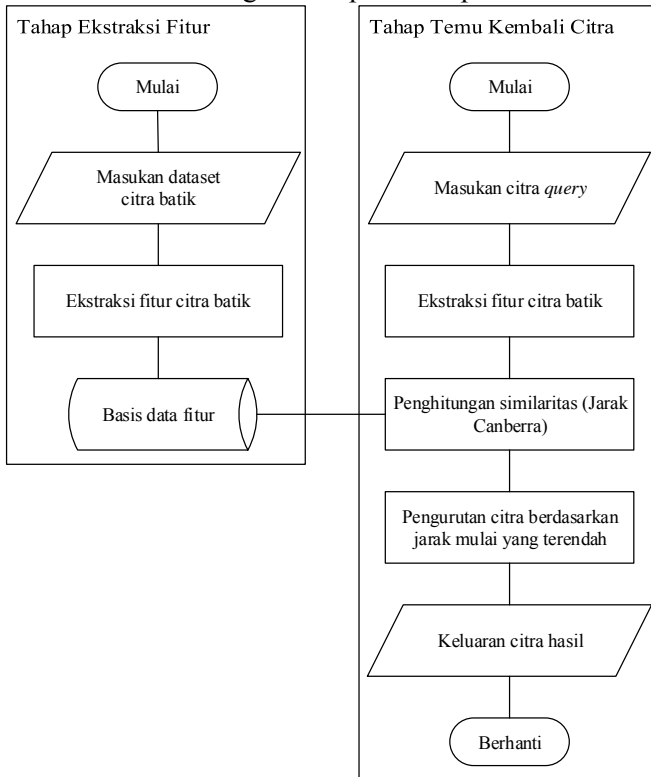 Tahap Ekstraksi Fitur
Mulai
Masukan dataset
citra batik
Ekstraksi fitur citra batik
Basis data fitur
Tahap Temu Kembali Citra
Mulai
Masukan citra query
Ekstraksi fitur citra batik
Penghitungan similaritas (Jarak
Canberra)
Pengurutan citra berdasarkan
jarak mulai yang terendah
Keluaran citra hasil
Berhanti